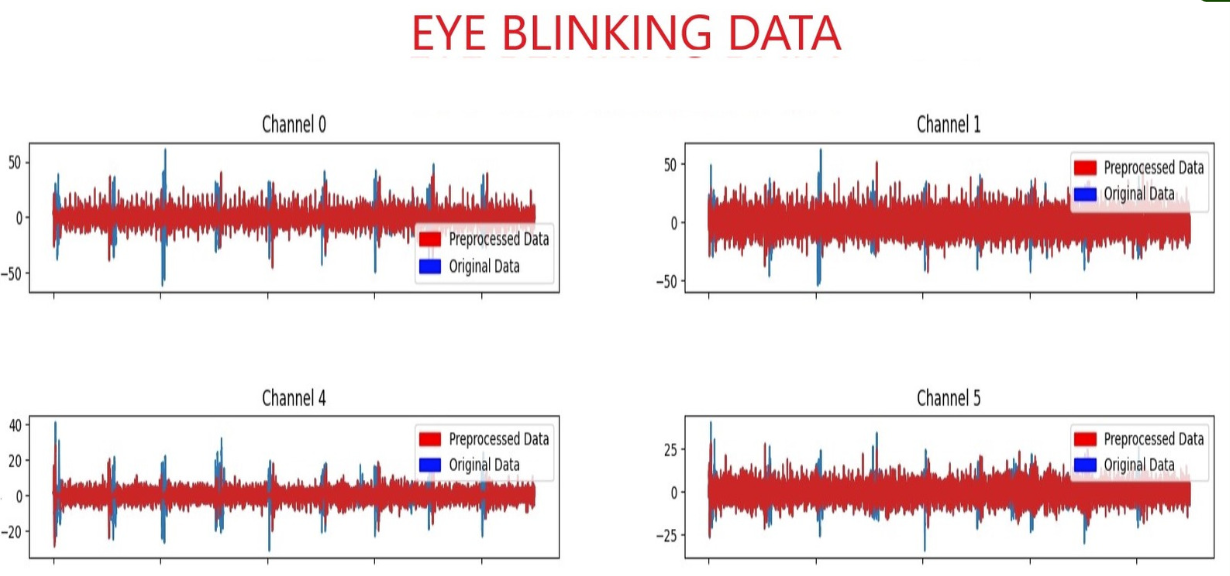 EYE BLINKING DATA
Channel 0
50
0
−50
Preprocessed Data
Original Data
Channel 1
50
0
−50
Preprocessed Data
Original Data
Channel 4
40
20
0
−20
Preprocessed Data
Original Data
Channel 5
25
0
−25
Preprocessed Data
Original Data